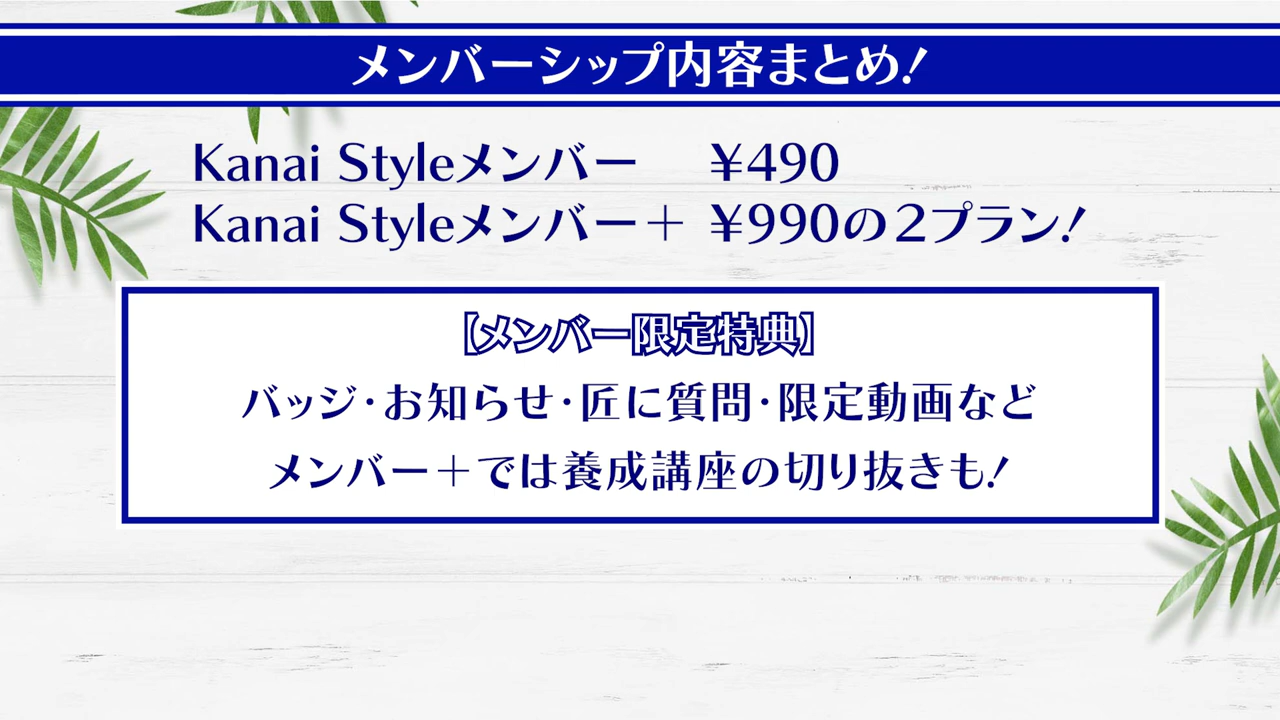 メンバーシップ内容まとめ!
Kanai Styleメンバー ¥490
Kanai Styleメンバー＋ ¥990の２プラン!
【メンバー限定特典】
バッジ・お知らせ・匠に質問・限定動画など
メンバー＋では養成講座の切り抜きも!